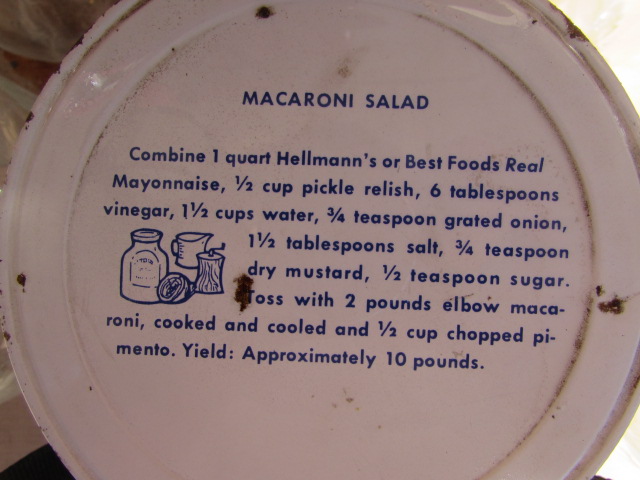 MACARONI SALAD
Combine 1 quart Hellmann's or Best Foods Real
Mayonnaise, ½ cup pickle relish, 6 tablespoons
vinegar, 1½ cups water, ¾ teaspoon grated onion,
1½ tablespoons salt, ¾ teaspoon
dry mustard, ½ teaspoon sugar.
Toss with 2 pounds elbow maca-
roni, cooked and cooled and ½ cup chopped pi-
mento. Yield: Approximately 10 pounds.